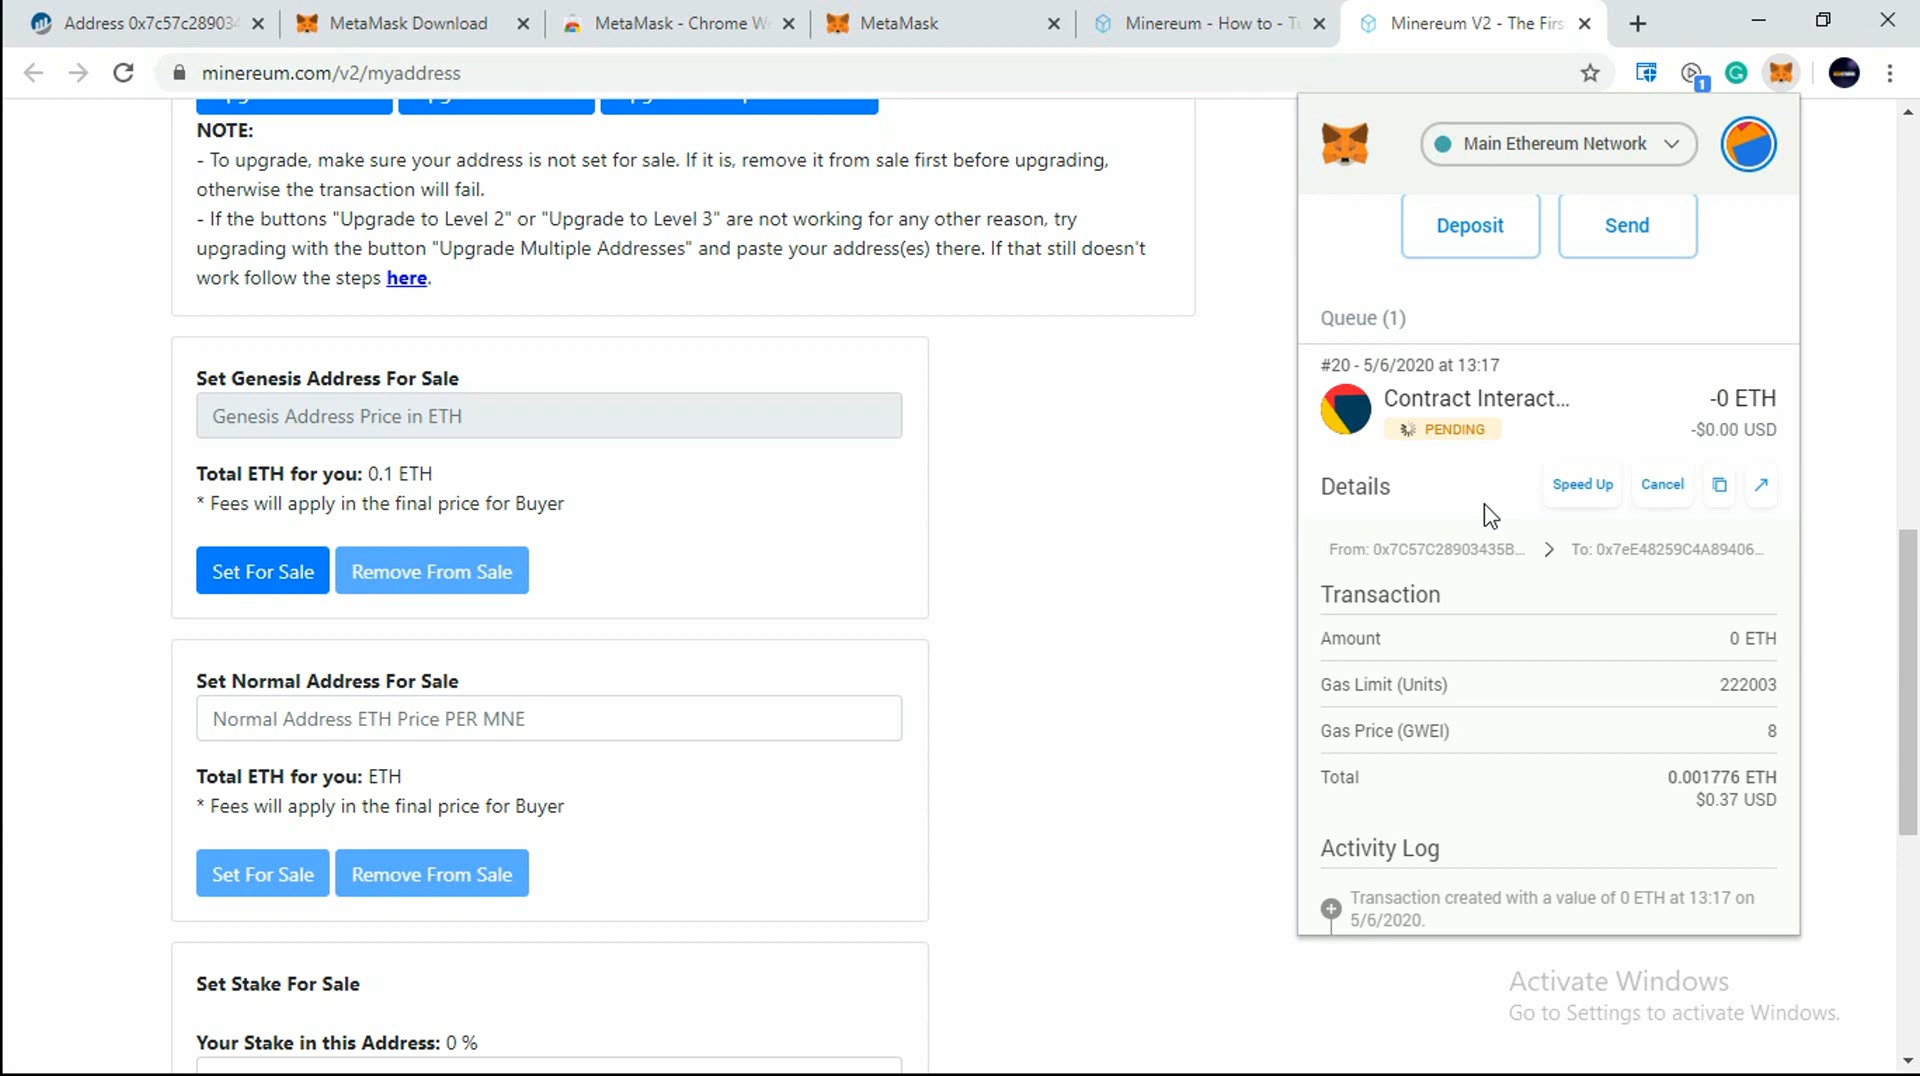 Address 0x7c57c28903
MetaMask Download
MetaMask - Chrome W
MetaMask
Minereum - How to - T
Minereum V2 - The Firs
minereum.com/v2/myaddress
1
NOTE:
- To upgrade, make sure your address is not set for sale. If it is, remove it from sale first before upgrading,
otherwise the transaction will fail.
- If the buttons "Upgrade to Level 2" or "Upgrade to Level 3" are not working for any other reason, try
upgrading with the button "Upgrade Multiple Addresses" and paste your address(es) there. If that still doesn't
work follow the steps here.
Set Genesis Address For Sale
Genesis Address Price in ETH
Total ETH for you: 0.1 ETH
* Fees will apply in the final price for Buyer
Set For Sale
Remove From Sale
Set Normal Address For Sale
Normal Address ETH Price PER MNE
Total ETH for you: ETH
* Fees will apply in the final price for Buyer
Set For Sale
Remove From Sale
Set Stake For Sale
Your Stake in this Address: 0 %
Main Ethereum Network
Deposit
Send
Queue (1)
#20 - 5/6/2020 at 13:17
Contract Interact...
-0 ETH
PENDING
-$0.00 USD
Details
Speed Up
Cancel
From: 0x7C57C28903435B...
To: 0x7eE48259C4A89406...
Transaction
Amount
0 ETH
Gas Limit (Units)
222003
Gas Price (GWEI)
8
Total
0.001776 ETH
$0.37 USD
Activity Log
Transaction created with a value of 0 ETH at 13:17 on
5/6/2020.
Activate Windows
Go to Settings to activate Windows.